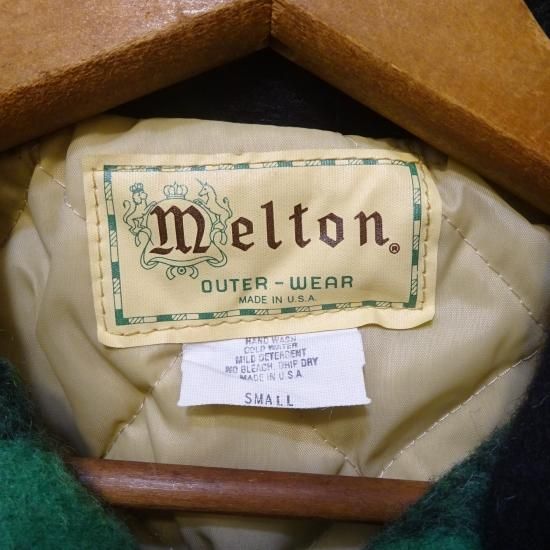 Melton®
OUTER-WEAR
MADE IN U.S.A.
HAND WASH
COLD WATER
MILD DETERGENT
NO BLEACH, DRIP DRY
MADE IN U.S.A.
SMALL